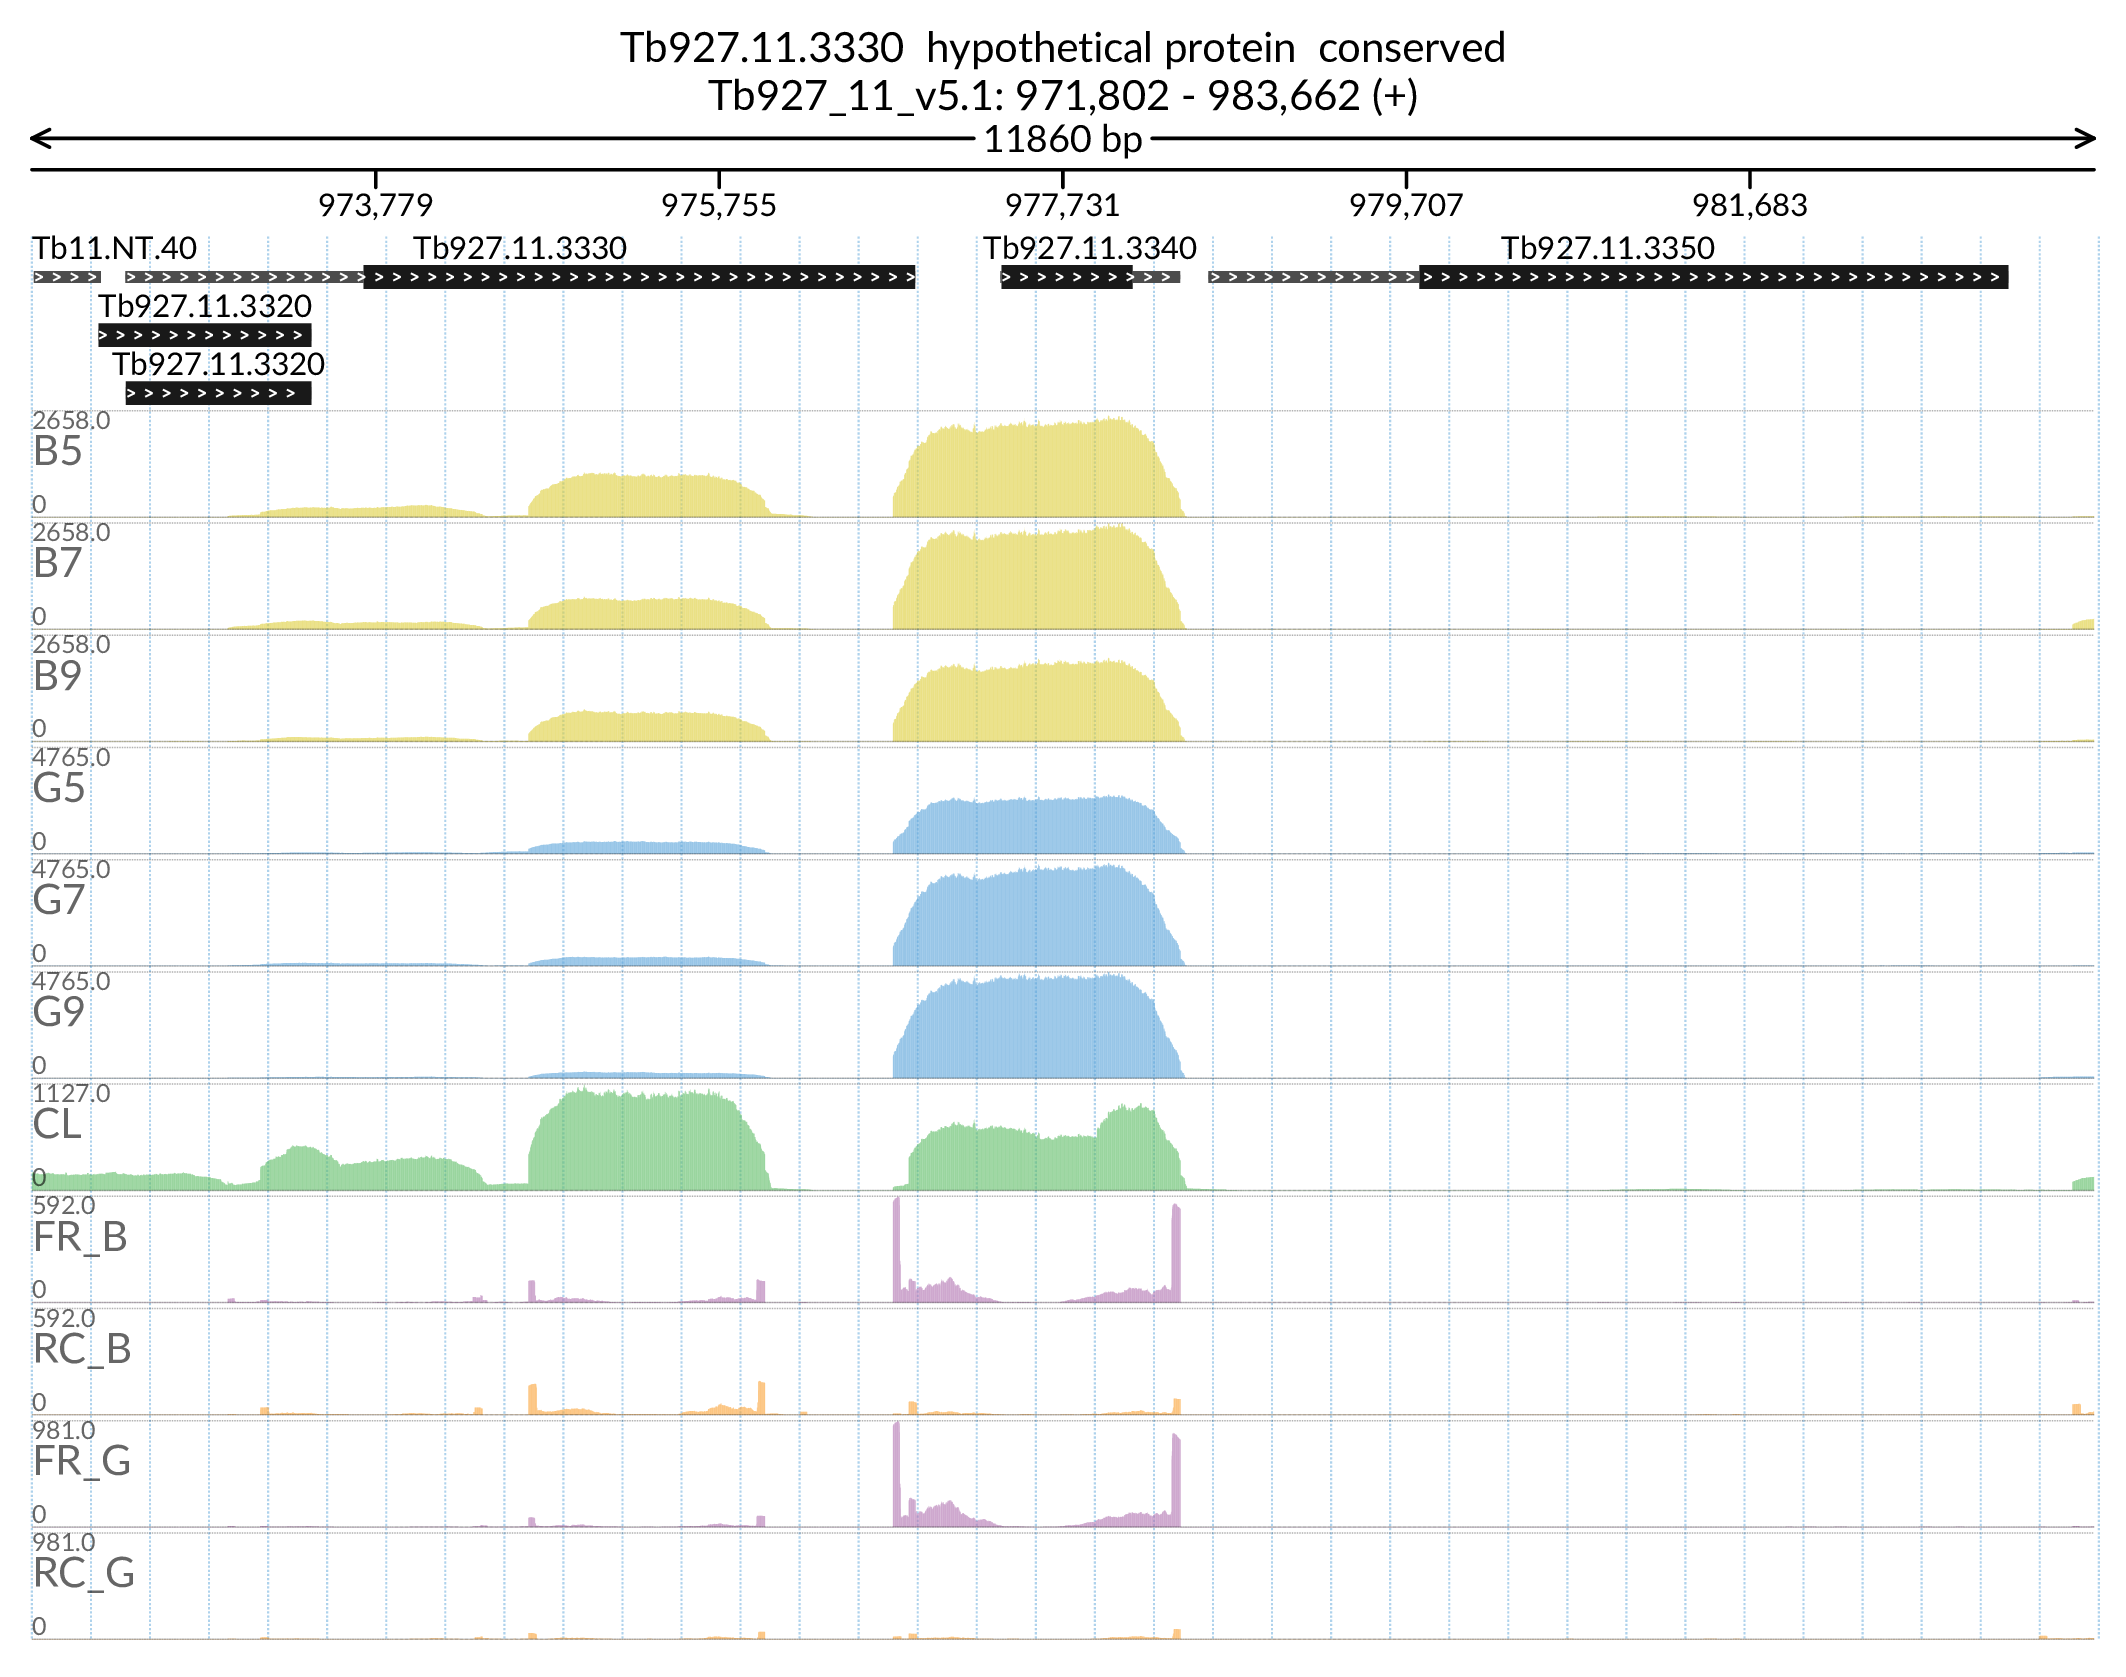 Tb927.11.3330  hypothetical protein  conserved
Tb927_11_v5.1: 971,802 - 983,662 (+)
11860 bp
973,779 975,755 977,731 979,707 981,683
Tb11.NT.40 Tb927.11.3330 Tb927.11.3340 Tb927.11.3350
Tb927.11.3320
Tb927.11.3320
2658.0
B5
0
2658.0
B7
0
2658.0
B9
0
4765.0
G5
0
4765.0
G7
0
4765.0
G9
0
1127.0
CL
0
592.0
FR_B
0
592.0
RC_B
0
981.0
FR_G
0
981.0
RC_G
0